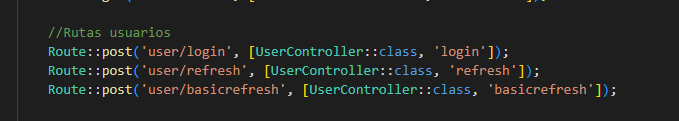 //Rutas usuarios
Route::post('user/login', [UserController::class, 'login']);
Route::post('user/refresh', [UserController::class, 'refresh']);
Route::post('user/basicrefresh', [UserController::class, 'basicrefresh']);